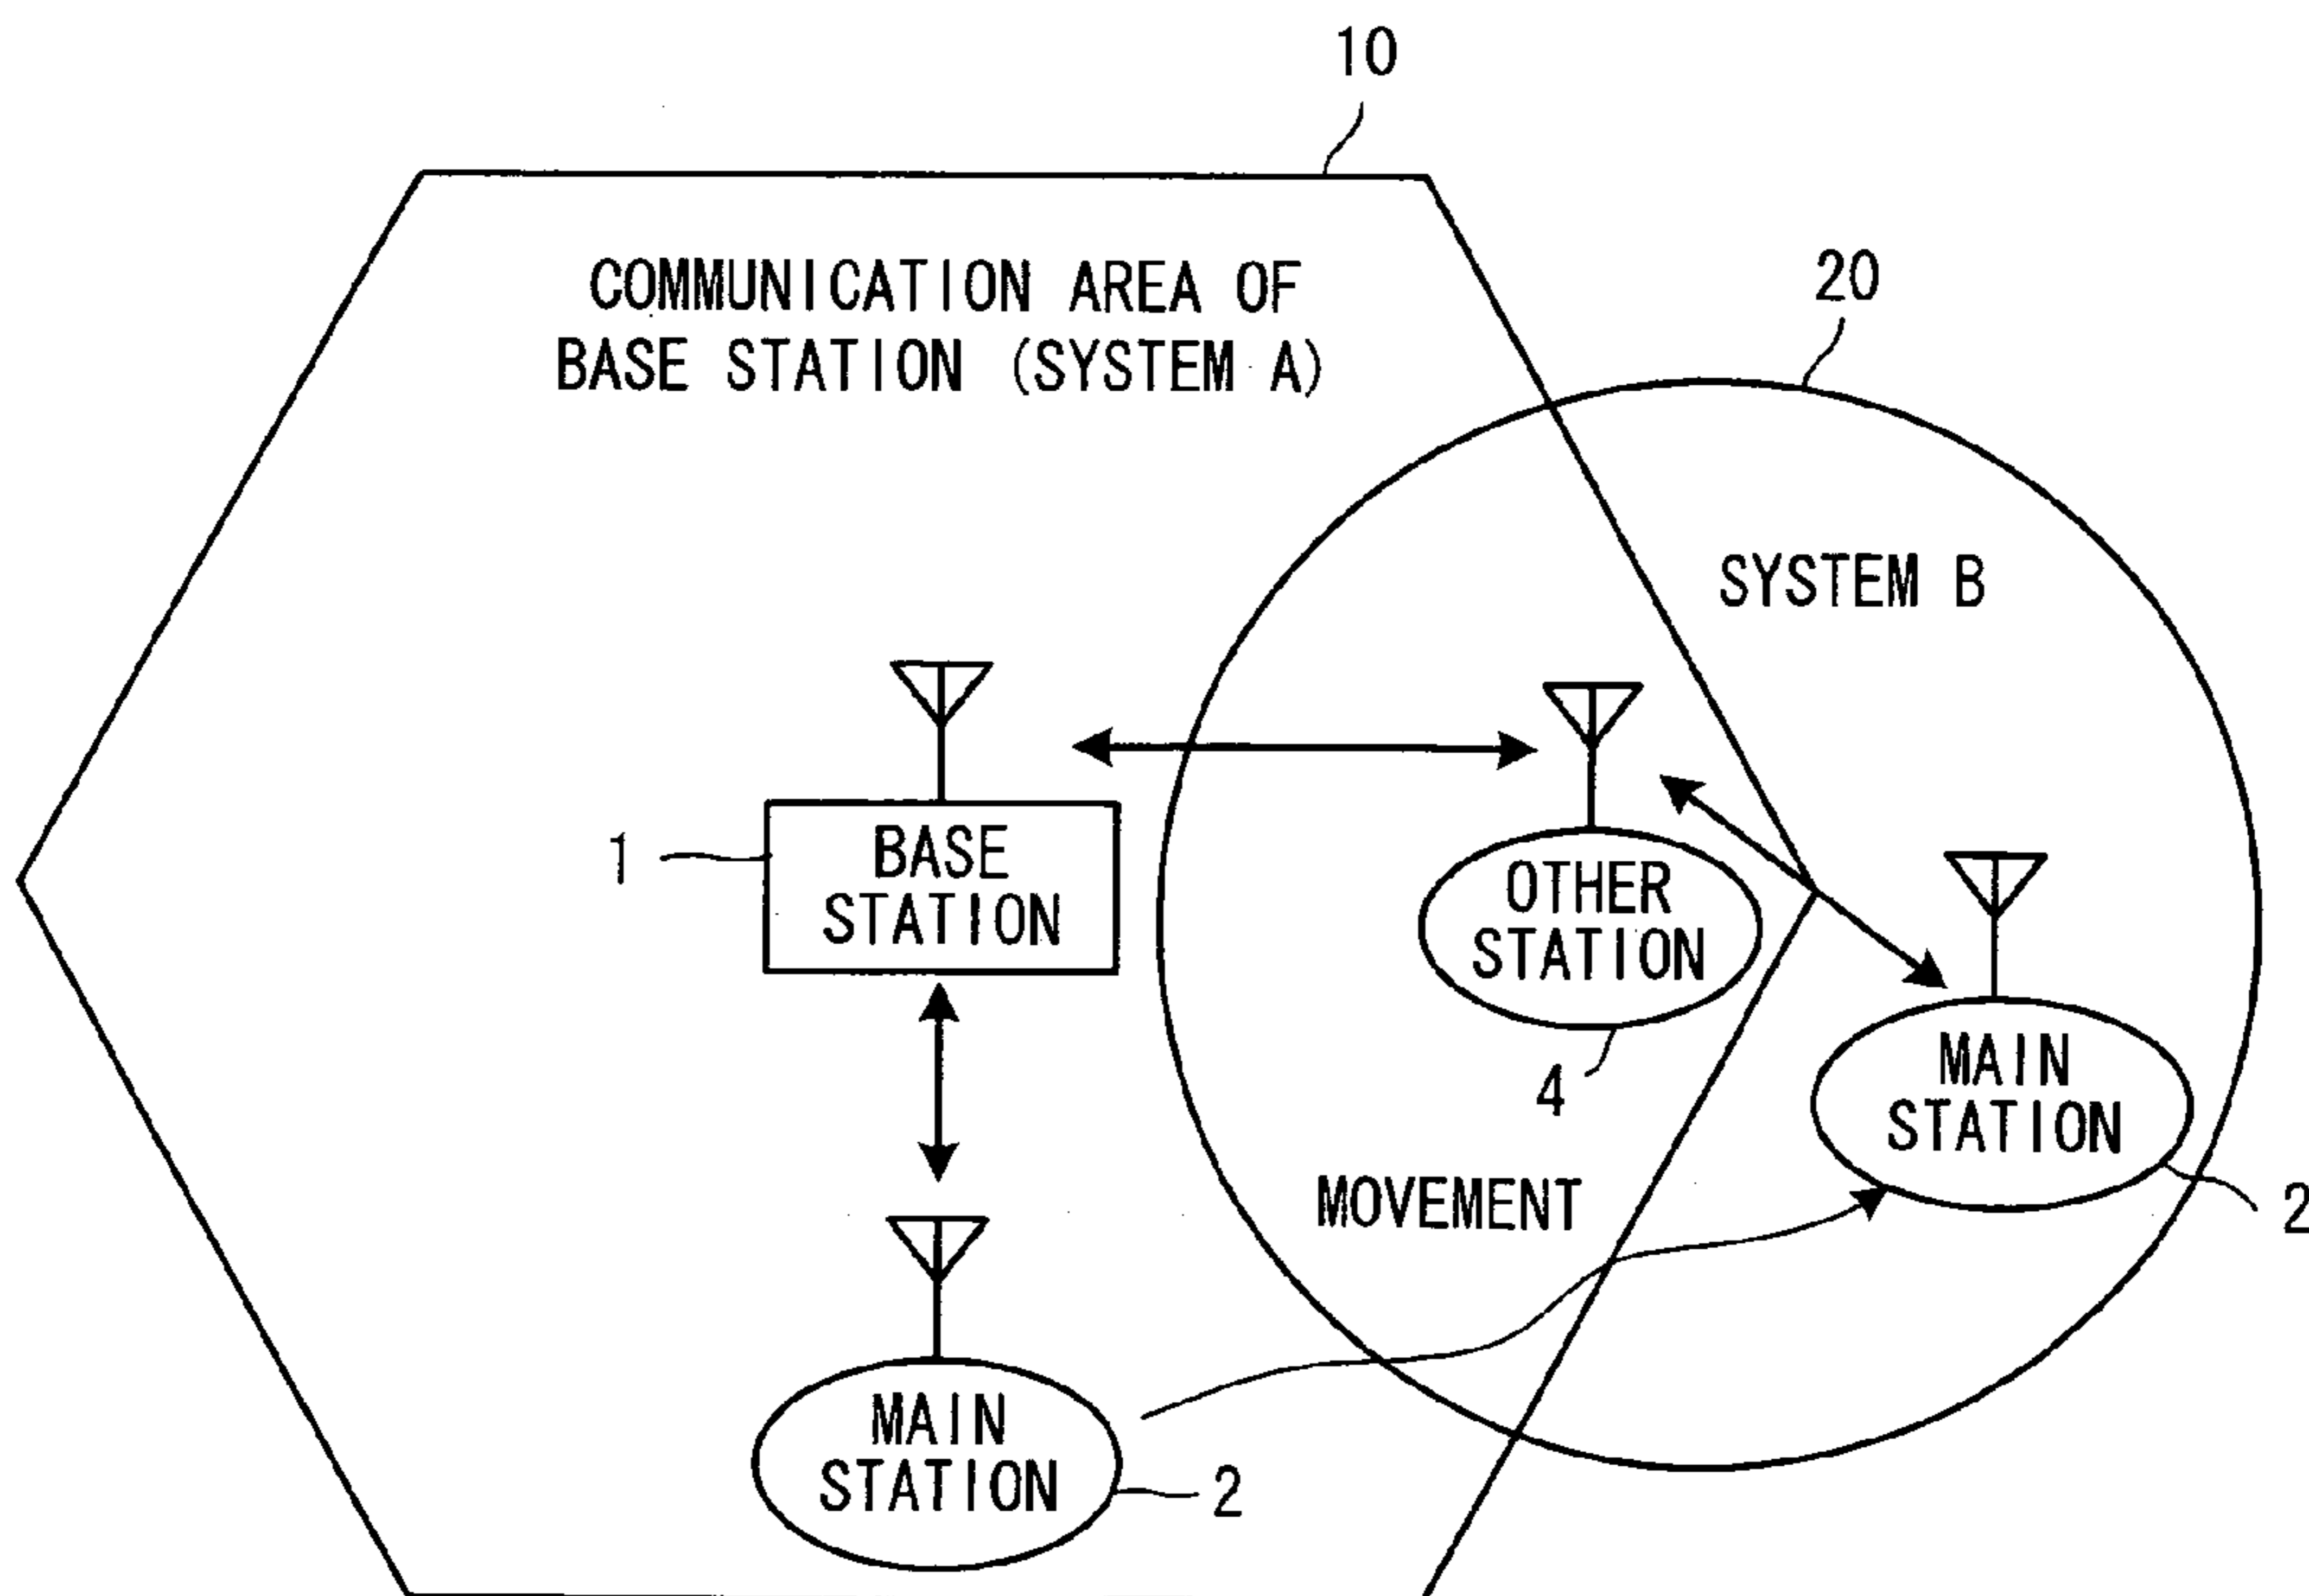 10
COMMUNICATION AREA OF
BASE STATION (SYSTEM A)
20
SYSTEM B
1
BASE
STATION
OTHER
STATION
4
MAIN
STATION
2
MOVEMENT
MAIN
STATION
2